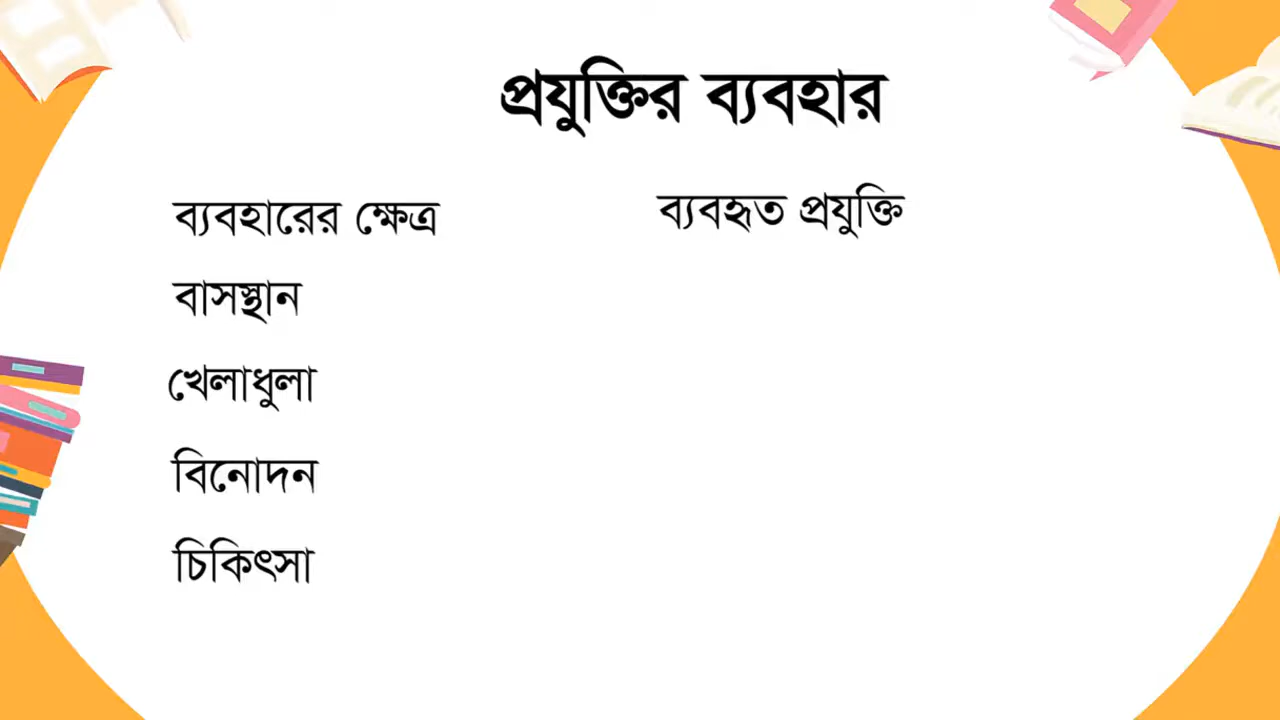 প্রযুক্তির ব্যবহার
ব্যবহারের ক্ষেত্র ব্যবহৃত প্রযুক্তি
বাসস্থান
খেলাধুলা
বিনোদন
চিকিৎসা